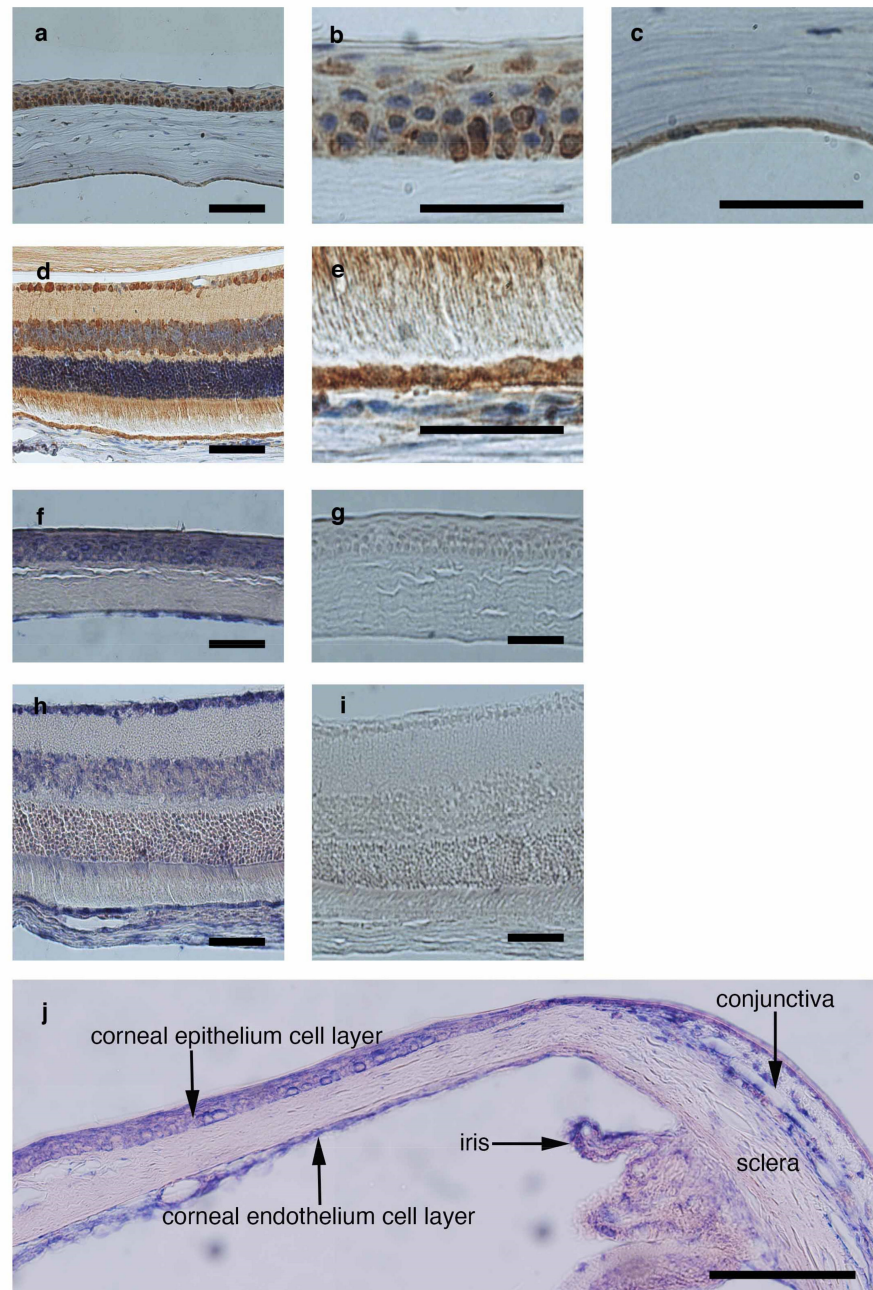 a
b
c
d
e
f
g
h
i
j
corneal epithelium cell layer
conjunctiva
iris
sclera
corneal endothelium cell layer